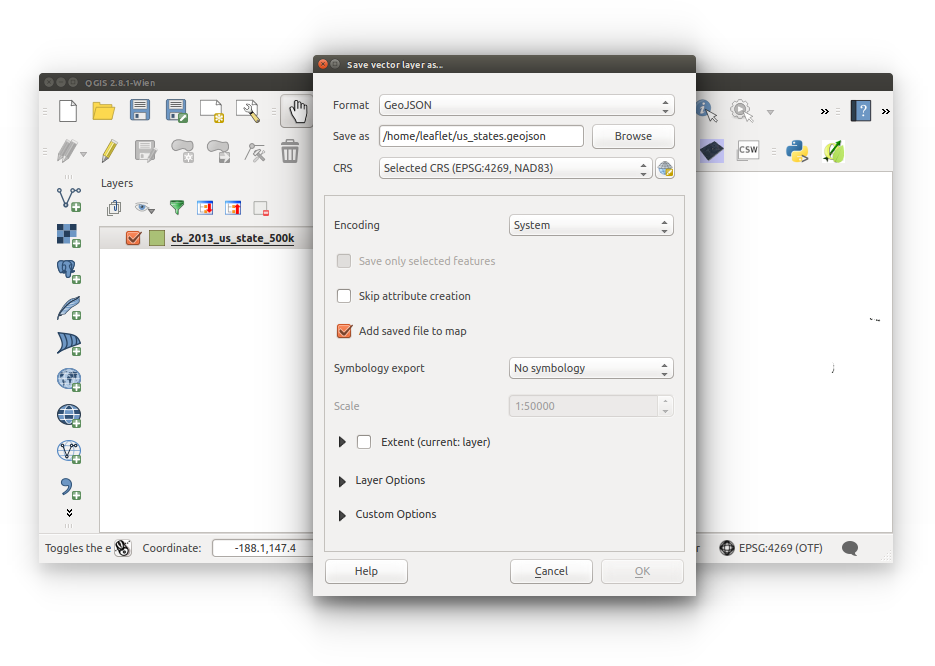 QGIS 2.8.1-Wien
Save vector layer as...
Format
GeoJSON
Save as
/home/leaflet/us_states.geojson
Browse
CRS
Selected CRS (EPSG:4269, NAD83)
CSW
Layers
cb_2013_us_state_500k
Encoding
System
Save only selected features
Skip attribute creation
Add saved file to map
Symbology export
No symbology
Scale
1:50000
Extent (current: layer)
Layer Options
Custom Options
Help
Cancel
OK
Toggles the e
Coordinate:
-188.1,147.4
r
EPSG:4269 (OTF)